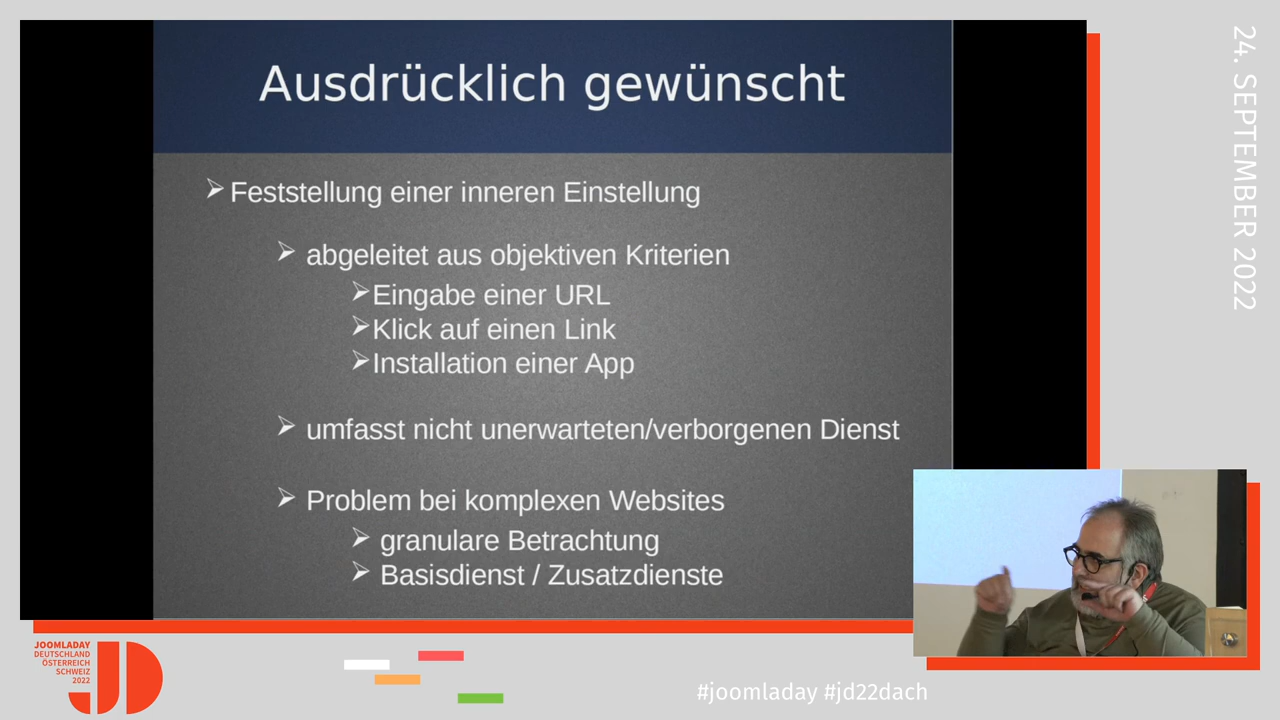 Ausdrücklich gewünscht
Feststellung einer inneren Einstellung
abgeleitet aus objektiven Kriterien
Eingabe einer URL
Klick auf einen Link
Installation einer App
umfasst nicht unerwarteten/verborgenen Dienst
Problem bei komplexen Websites
granulare Betrachtung
Basisdienst / Zusatzdienste
24. SEPTEMBER 2022
JOOMLADAY
DEUTSCHLAND
ÖSTERREICH
SCHWEIZ
2022
JD
#joomladay #jd22dach